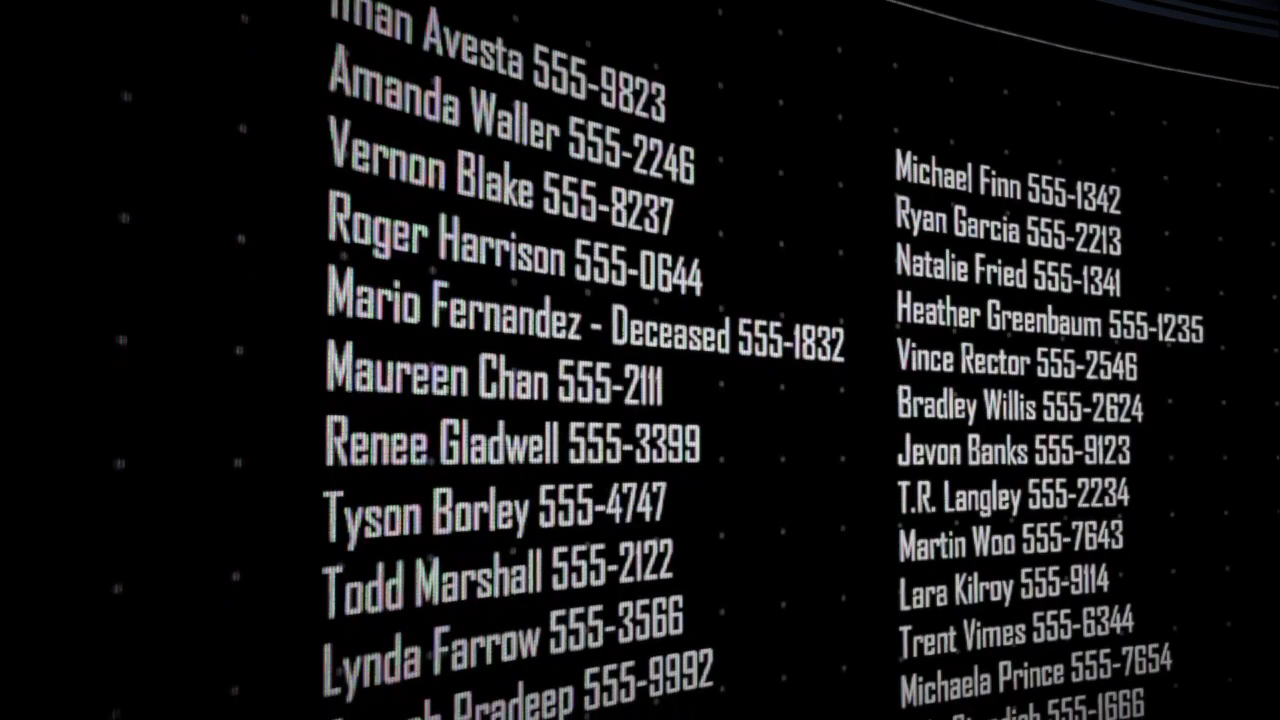 Avesta 555-9823
Amanda Waller 555-2246
Vernon Blake 555-8237
Roger Harrison 555-0644
Mario Fernandez - Deceased 555-1832
Maureen Chan 555-2111
Renee Gladwell 555-3399
Tyson Borley 555-4747
Todd Marshall 555-2122
Lynda Farrow 555-3566
Pradeep 555-9992
Michael Finn 555-1342
Ryan Garcia 555-2213
Natalie Fried 555-1341
Heather Greenbaum 555-1235
Vince Rector 555-2546
Bradley Willis 555-2624
Jevon Banks 555-9123
T.R. Langley 555-2234
Martin Woo 555-7643
Lara Kilroy 555-9114
Trent Vimes 555-6344
Michaela Prince 555-7654
555-1666